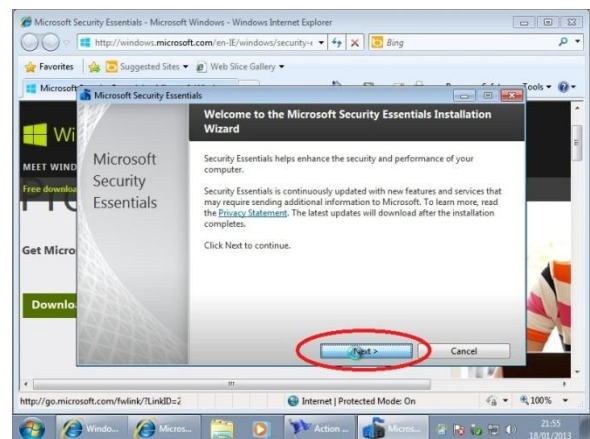 Microsoft Security Essentials - Microsoft Windows - Windows Internet Explorer
http://windows.microsoft.com/en-IE/windows/security-e
Bing
Favorites
Suggested Sites
Web Slice Gallery
Microsoft
Tools
Microsoft Security Essentials
Welcome to the Microsoft Security Essentials Installation
Wizard
Wi
MEET WIND
Free downloa
Pro
Get Micro
Downlo
Microsoft
Security
Essentials
Security Essentials helps enhance the security and performance of your
computer.
Security Essentials is continuously updated with new features and services that
may require sending additional information to Microsoft. To learn more, read
the Privacy Statement. The latest updates will download after the installation
completes.
Click Next to continue.
Next >
Cancel
http://go.microsoft.com/fwlink/?LinkID=2
Internet | Protected Mode: On
100%
Windo...
Micros...
Action ...
Micros...
21:55
18/01/2013